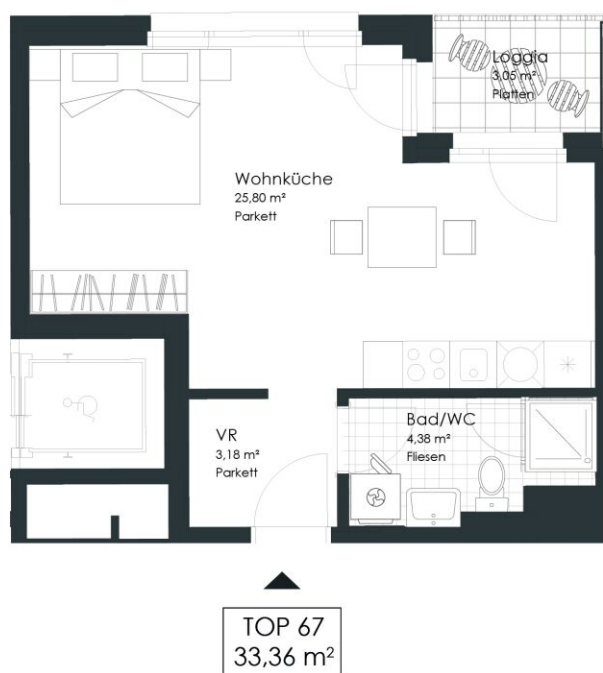 Loggia
3,05 m²
Platten
Wohnküche
25,80 m²
Parkett
VR
3,18 m²
Parkett
Bad/WC
4,38 m²
Fliesen
TOP 67
33,36 m²